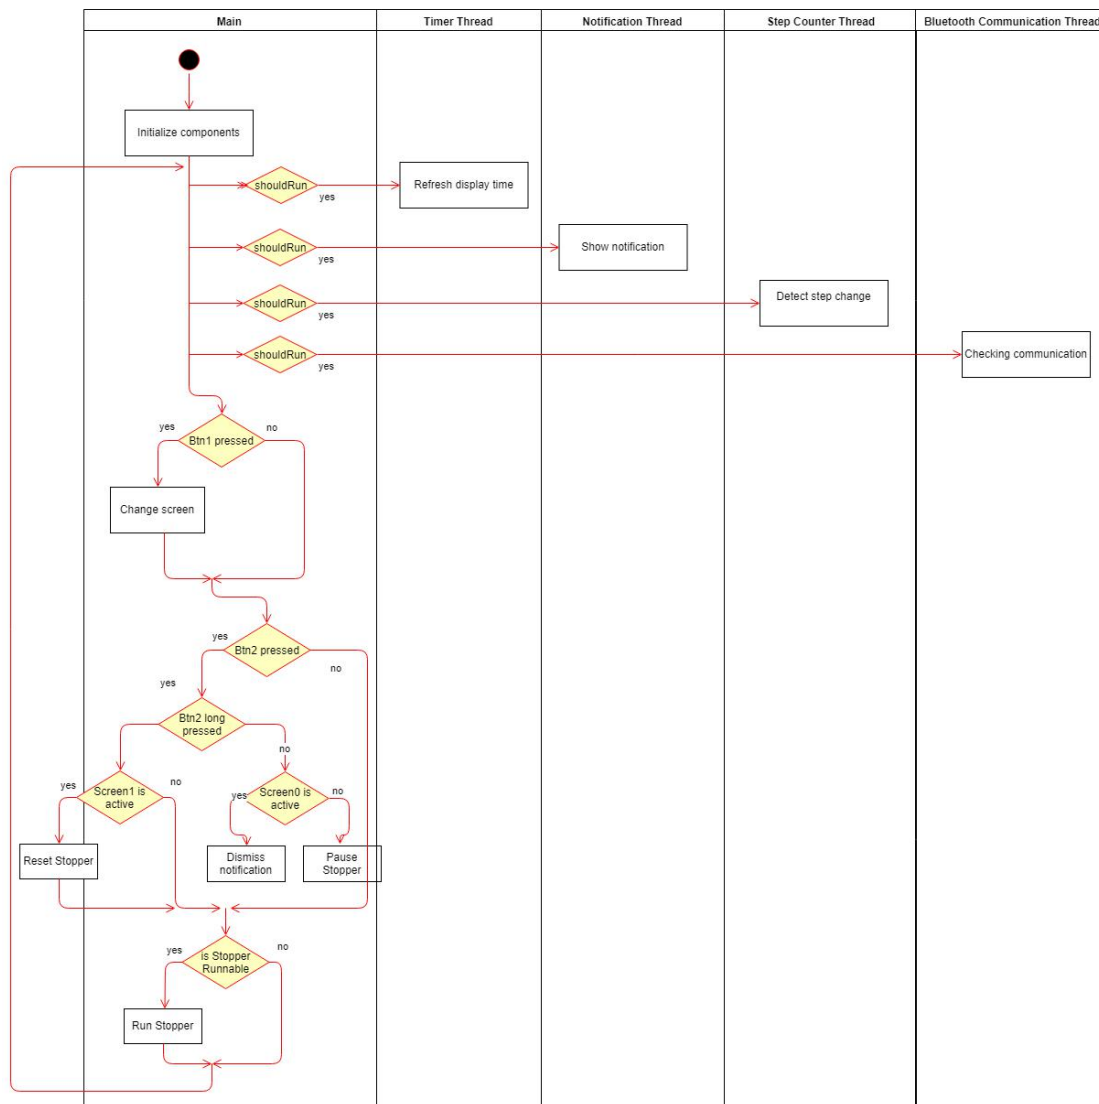 Main
Timer Thread
Notification Thread
Step Counter Thread
Bluetooth Communication Thread
Initialize components
shouldRun
yes
Refresh display time
shouldRun
yes
Show notification
shouldRun
yes
Detect step change
shouldRun
yes
Checking communication
yes
Btn1 pressed
no
Change screen
yes
Btn2 pressed
no
yes
Btn2 long
pressed
no
yes
Screen1 is
active
no
yes
Screen0 is
active
no
Reset Stopper
Dismiss
notification
Pause
Stopper
yes
is Stopper
Runnable
no
Run Stopper